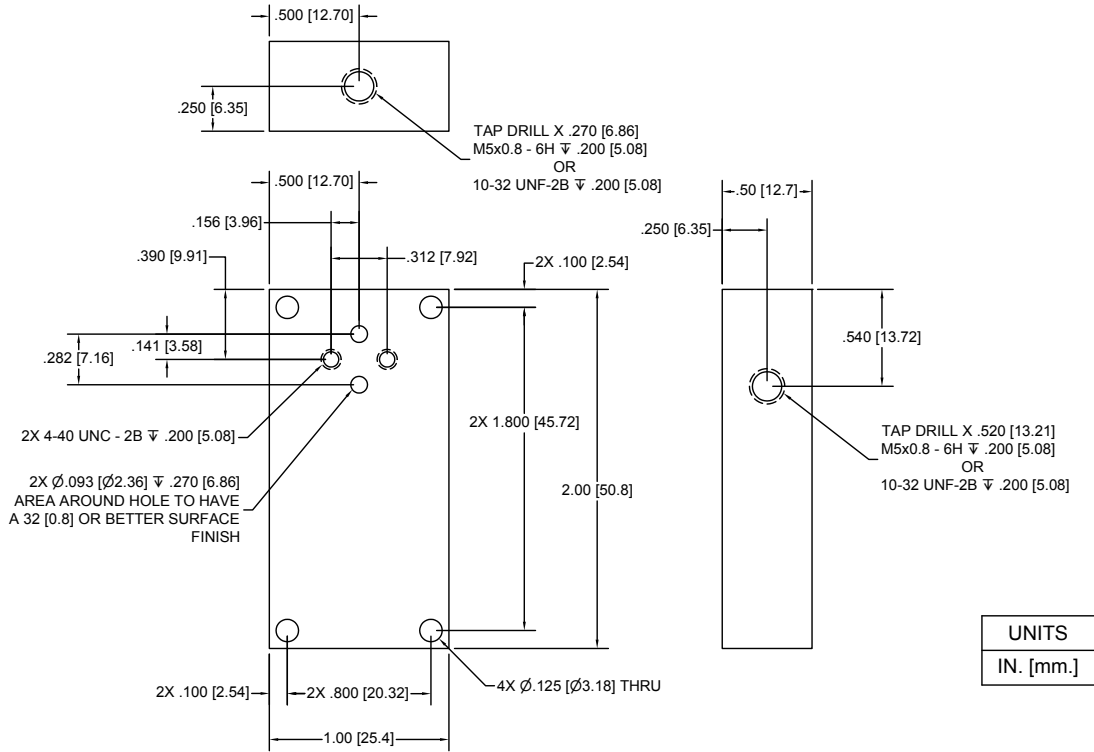 .500 [12.70]
.250 [6.35]
TAP DRILL X .270 [6.86]
M5x0.8 - 6H ↧ .200 [5.08]
OR
10-32 UNF-2B ↧ .200 [5.08]
.500 [12.70]
.156 [3.96]
.390 [9.91]
.312 [7.92]
2X .100 [2.54]
.50 [12.7]
.250 [6.35]
.141 [3.58]
.282 [7.16]
.540 [13.72]
2X 1.800 [45.72]
2X 4-40 UNC - 2B ↧ .200 [5.08]
TAP DRILL X .520 [13.21]
M5x0.8 - 6H ↧ .200 [5.08]
OR
10-32 UNF-2B ↧ .200 [5.08]
2X Ø.093 [Ø2.36] ↧ .270 [6.86]
AREA AROUND HOLE TO HAVE
A 32 [0.8] OR BETTER SURFACE
FINISH
2.00 [50.8]
2X .100 [2.54]
2X .800 [20.32]
4X Ø.125 [Ø3.18] THRU
1.00 [25.4]
UNITS
IN. [mm.]